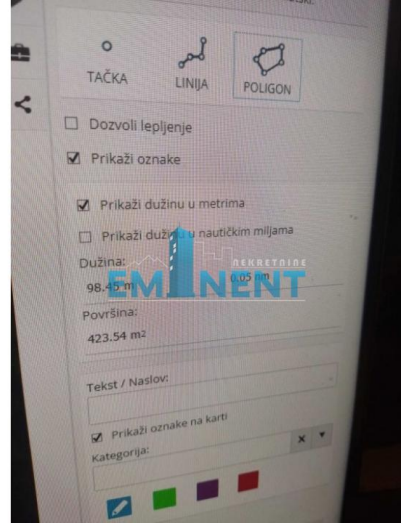 TAČKA
LINIJA
POLIGON
Dozvoli lepljenje
Prikaži oznake
Prikaži dužinu u metrima
Prikaži dužinu u nautičkim miljama
Dužina:
98.45 m
0.05 nm
NEKRETNINE
EMINENT
Površina:
423.54 m²
Tekst / Naslov:
Prikaži oznake na karti
Kategorija: